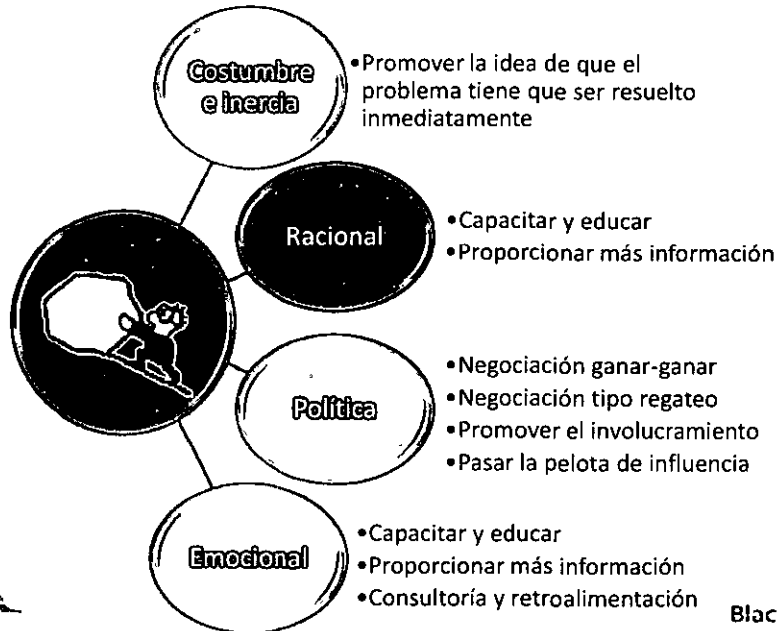 Costumbre
e inercia
•Promover la idea de que el
problema tiene que ser resuelto
inmediatamente
Racional
•Capacitar y educar
•Proporcionar más información
Política
•Negociación ganar-ganar
•Negociación tipo regateo
•Promover el involucramiento
•Pasar la pelota de influencia
Emocional
•Capacitar y educar
•Proporcionar más información
•Consultoría y retroalimentación
Blac